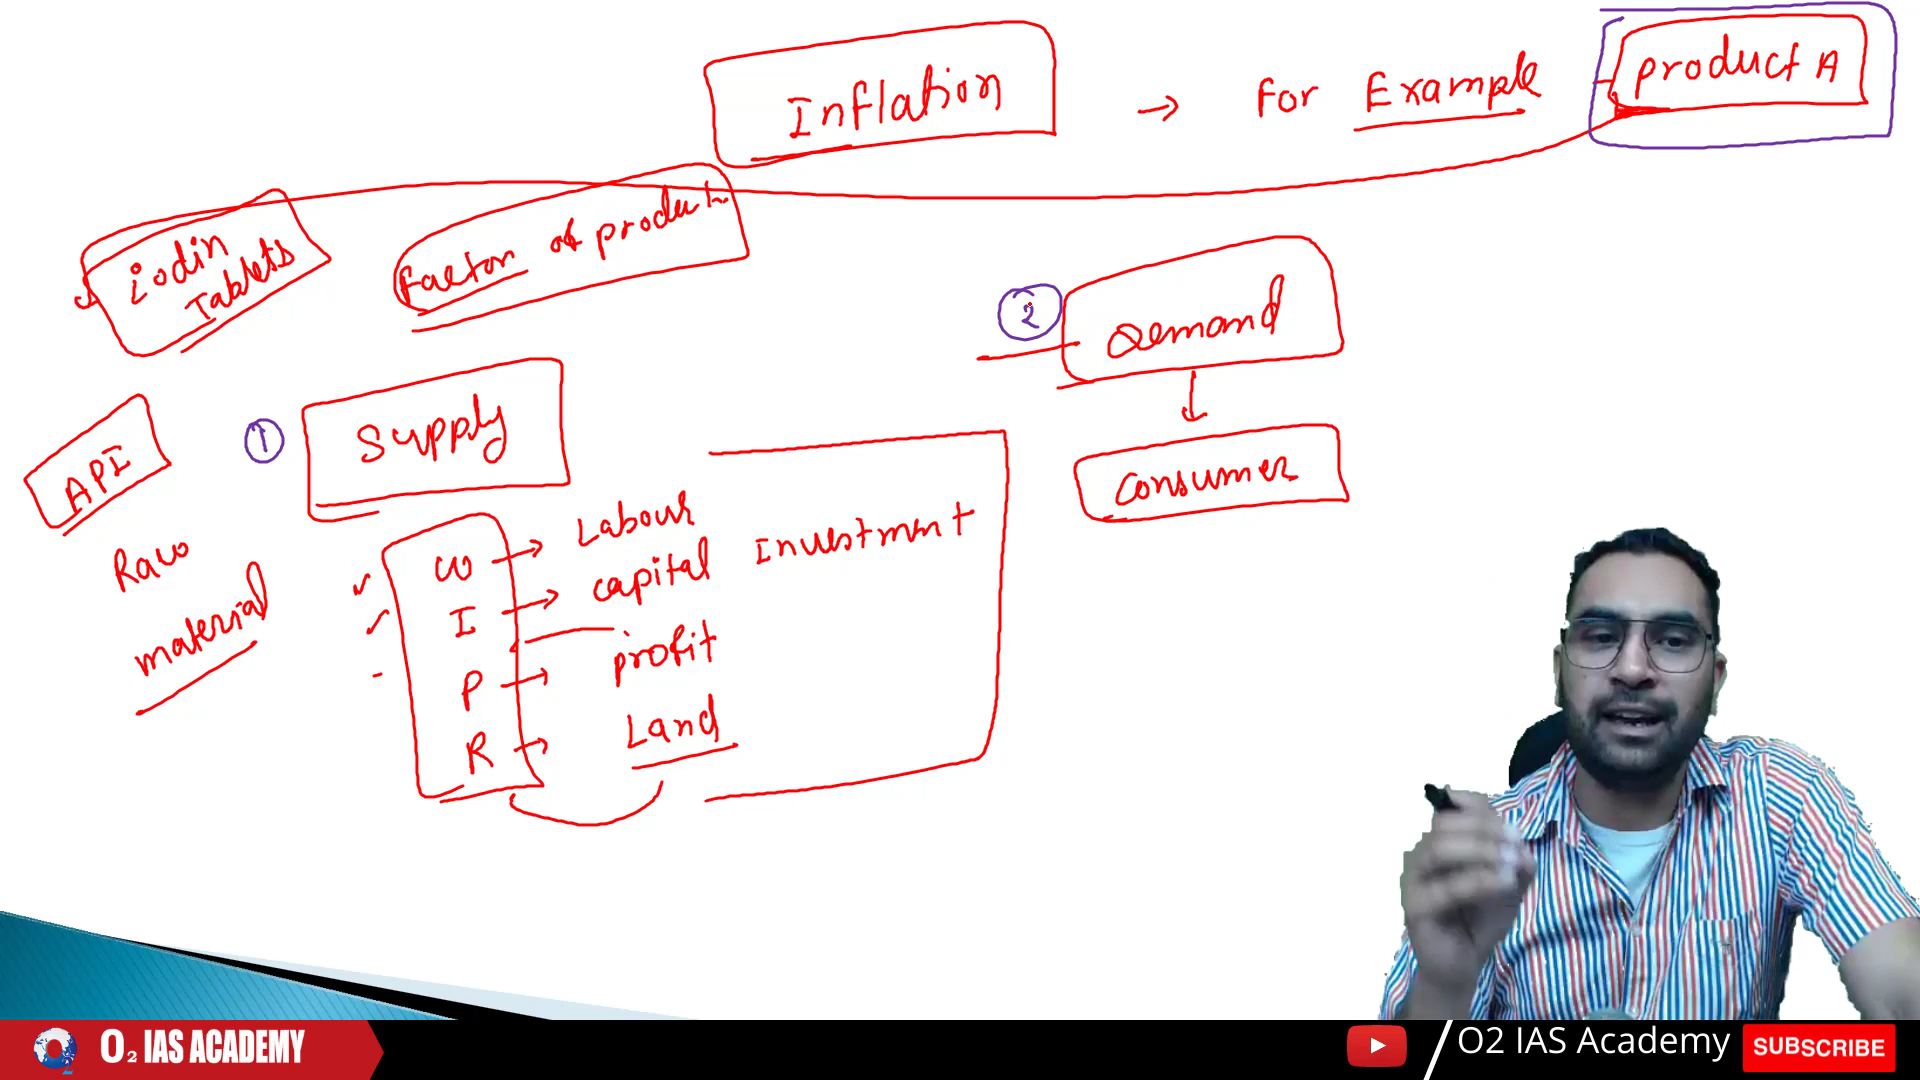 Inflation → For Example
product A
iodin
Tablets
Factor of product
2
Demand
Consumer
1
Supply
API
Raw
material
W → Labour
I → capital Investment
P → profit
R → Land
O2 IAS ACADEMY
O2 IAS Academy
SUBSCRIBE